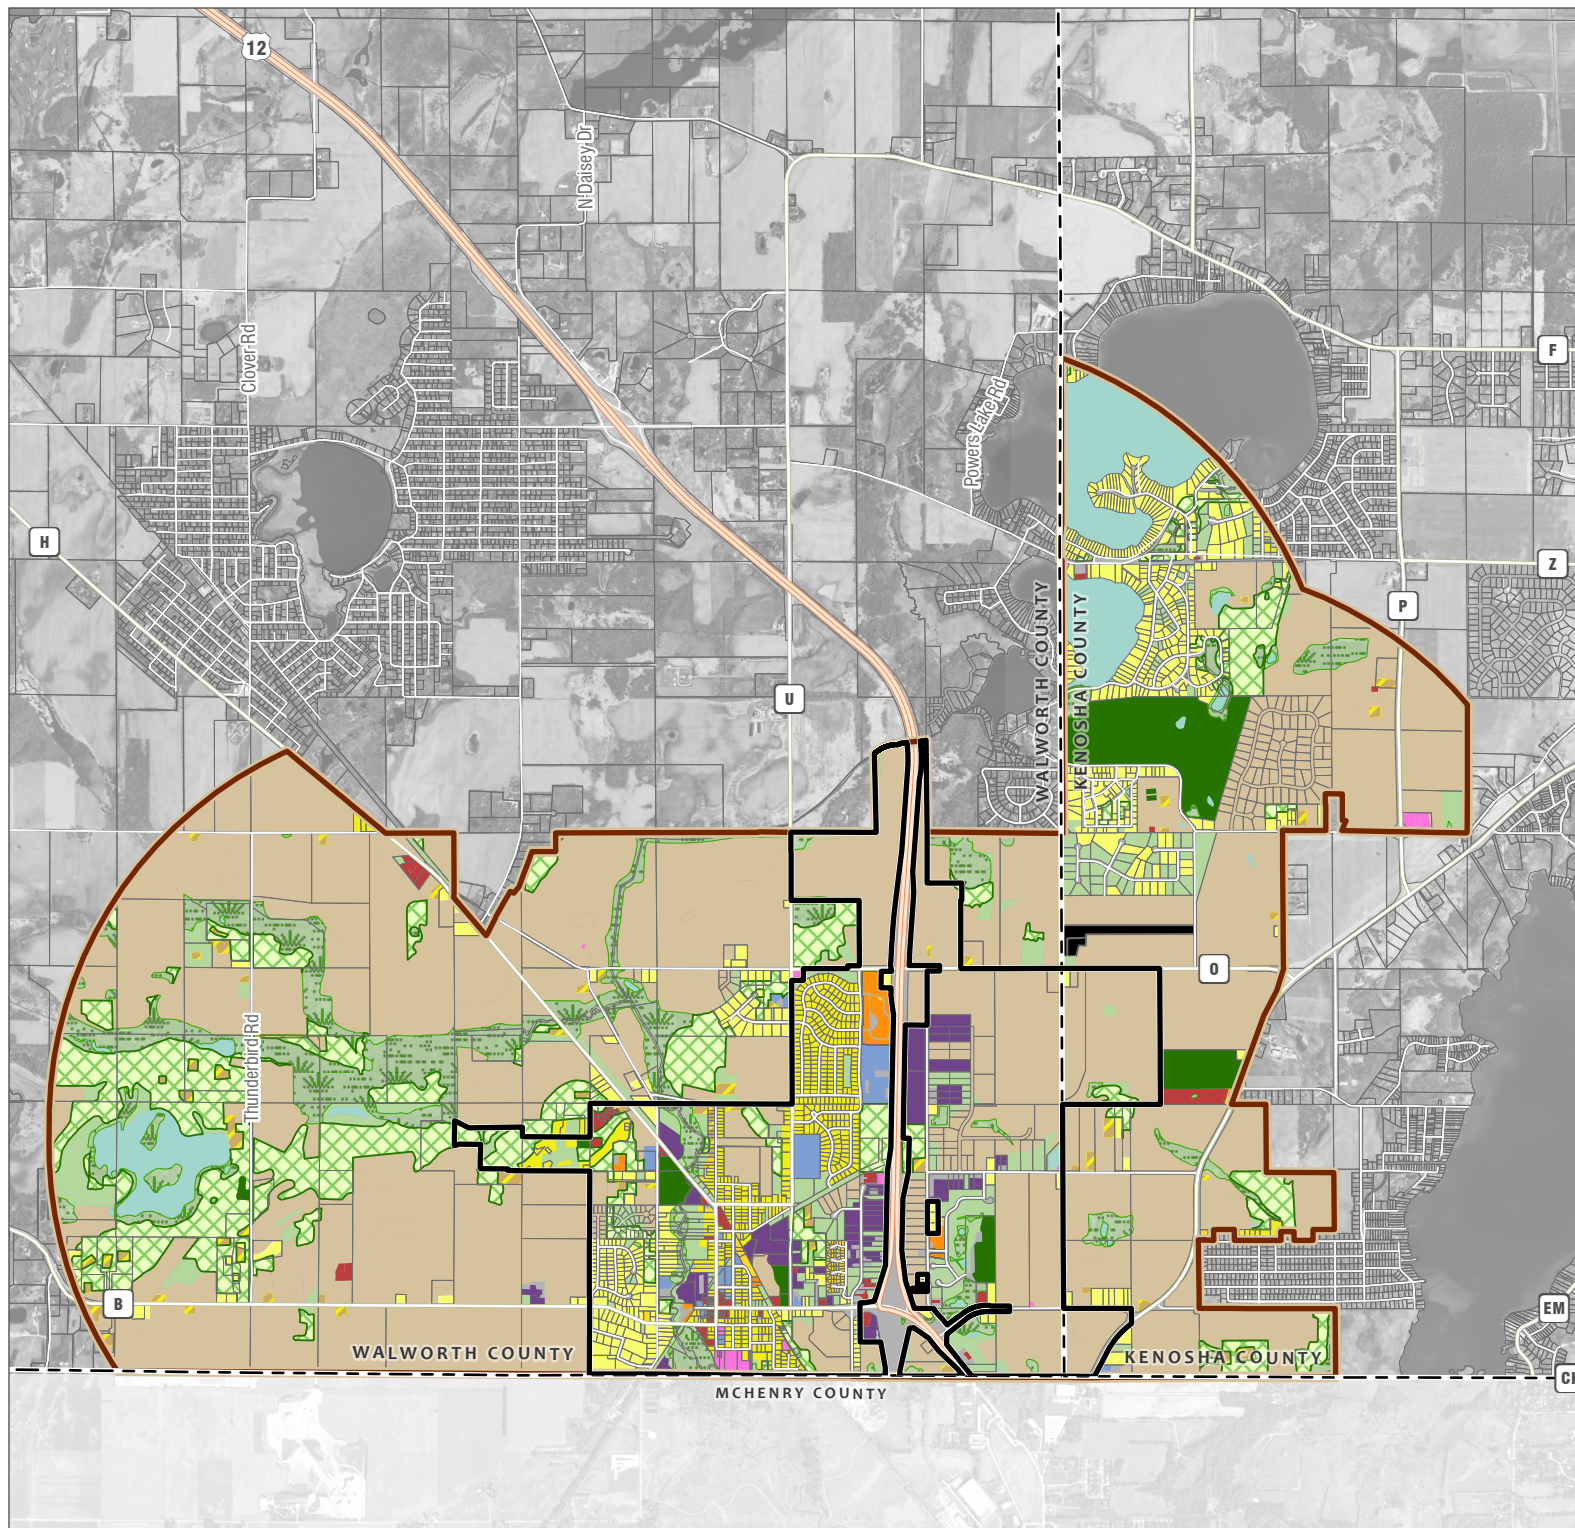 12
N Daisey Dr
Clover Rd
F
Powers Lake Rd
H
Z
WALWORTH COUNTY
KENOSHA COUNTY
P
U
O
Thunderbird Rd
B
EM
WALWORTH COUNTY
KENOSHA COUNTY
MCHENRY COUNTY